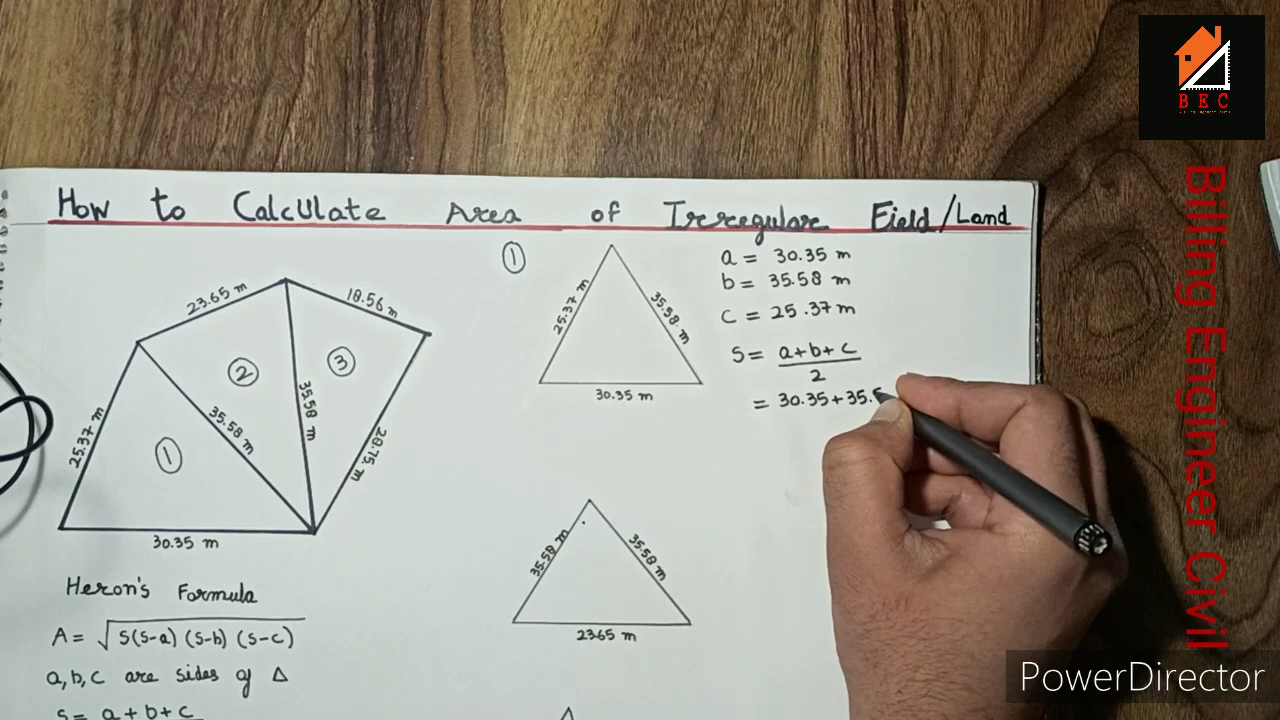 How to Calculate Area of Irregular Field/Land
23.65 m
18.56 m
25.37 m
35.58 m
35.58 m
28.75 m
30.35 m
1
2
3
Heron's Formula
A = √S(S-a) (S-b) (S-c)
a,b,c are sides of Δ
S = a+b+c
1
25.37 m
35.58 m
30.35 m
a = 30.35 m
b = 35.58 m
c = 25.37 m
S = a+b+c
2
= 30.35+35.5
35.58 m
35.58 m
23.65 m
BEC
Billing Engineer Civil
PowerDirector